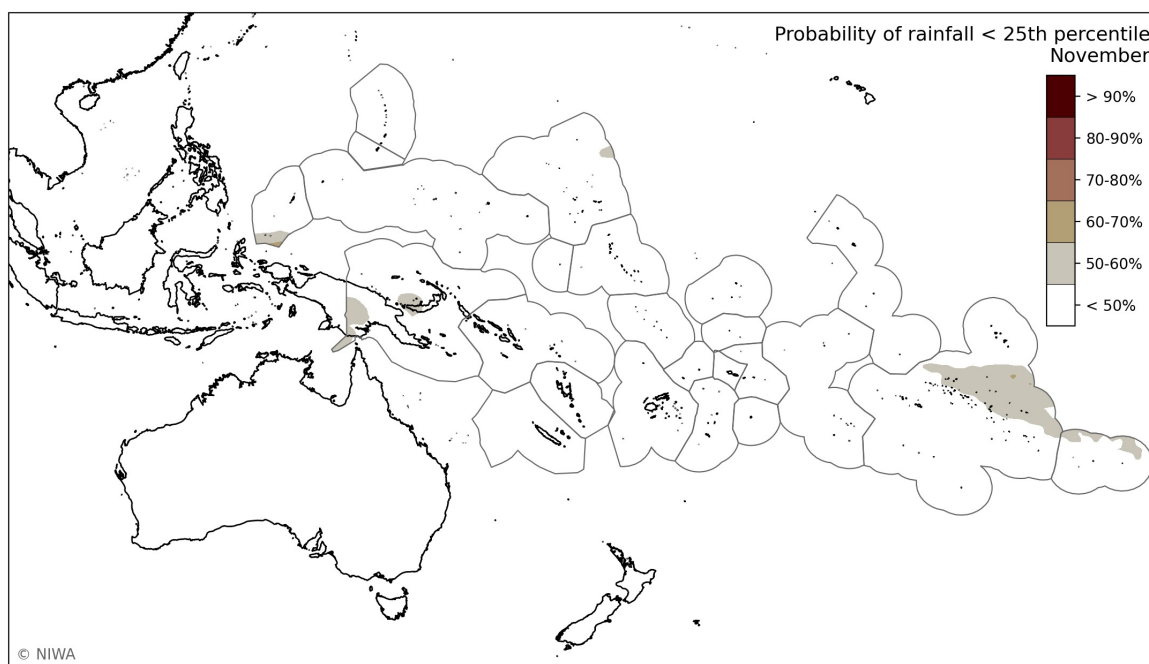 Probability of rainfall < 25th percentile
November
> 90%
80-90%
70-80%
60-70%
50-60%
< 50%
© NIWA